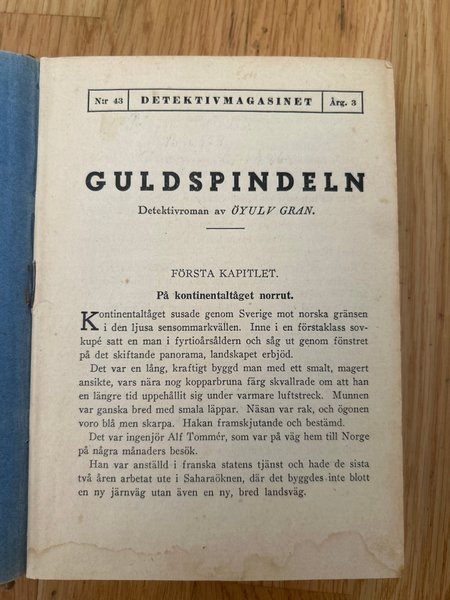 N:r 43 DETEKTIVMAGASINET Årg. 3
GULDSPINDELN
Detektivroman av ÖYULV GRAN.
FÖRSTA KAPITLET.
På kontinentaltåget norrut.
Kontinentaltåget susade genom Sverige mot norska gränsen
i den ljusa sensommarkvällen. Inne i en förstaklass sov-
kupé satt en man i fyrtioårsåldern och såg ut genom fönstret
på det skiftande panorama, landskapet erbjöd.
Det var en lång, kraftigt byggd man med ett smalt, magert
ansikte, vars nära nog kopparbruna färg skvallrade om att han
en längre tid uppehållit sig under varmare luftstreck. Munnen
var ganska bred med smala läppar. Näsan var rak, och ögonen
voro blå men skarpa. Hakan framskjutande och bestämd.
Det var ingenjör Alf Tommér, som var på väg hem till Norge
på några månaders besök.
Han var anställd i franska statens tjänst och hade de sista
två åren arbetat ute i Saharaöknen, där det byggdes inte blott
en ny järnväg utan även en ny, bred landsväg.